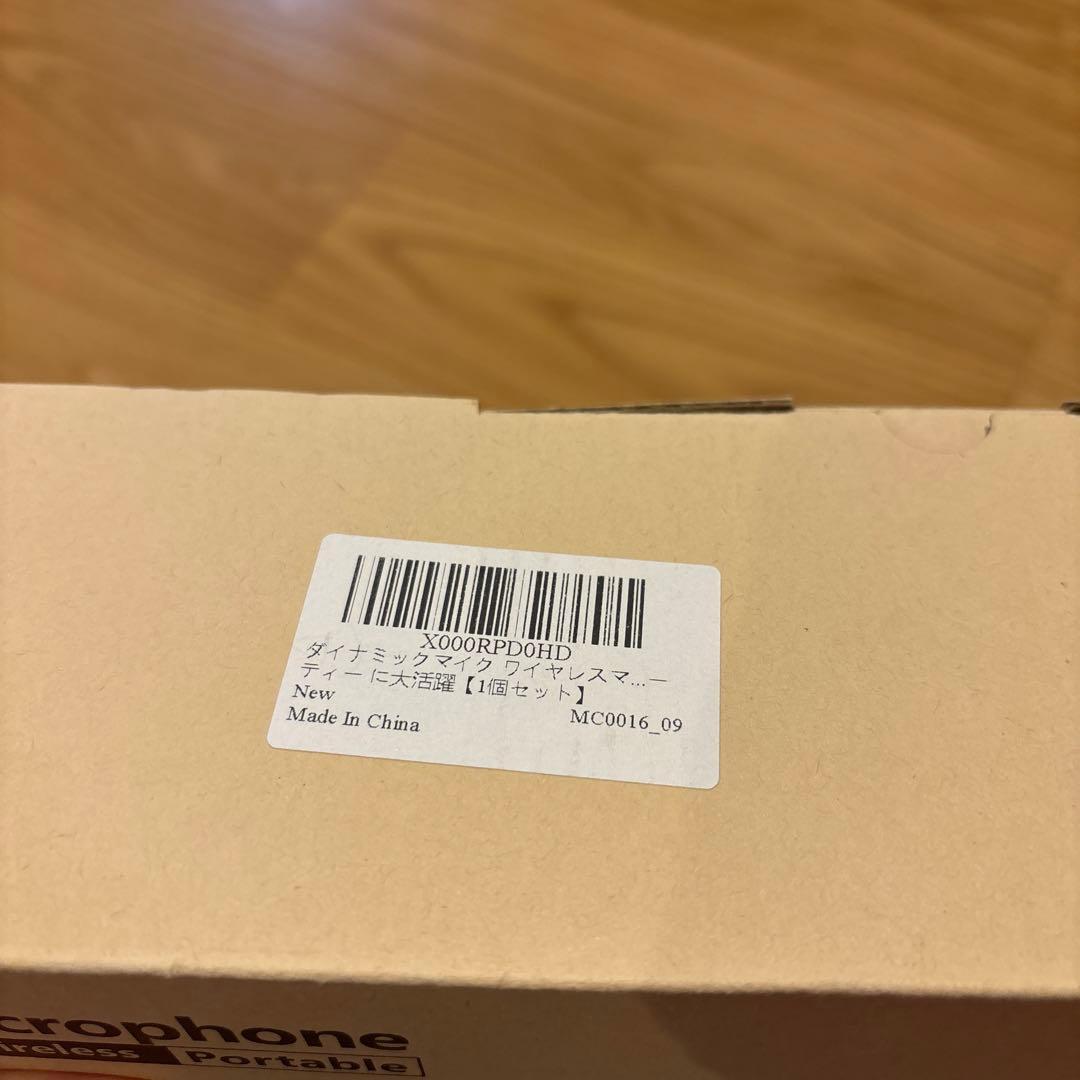 X000RPD0HD
ダイナミックマイク ワイヤレスマ...ー
ティーに大活躍【1個セット】
New
MC0016_09
Made In China
crophone
ireless Portable